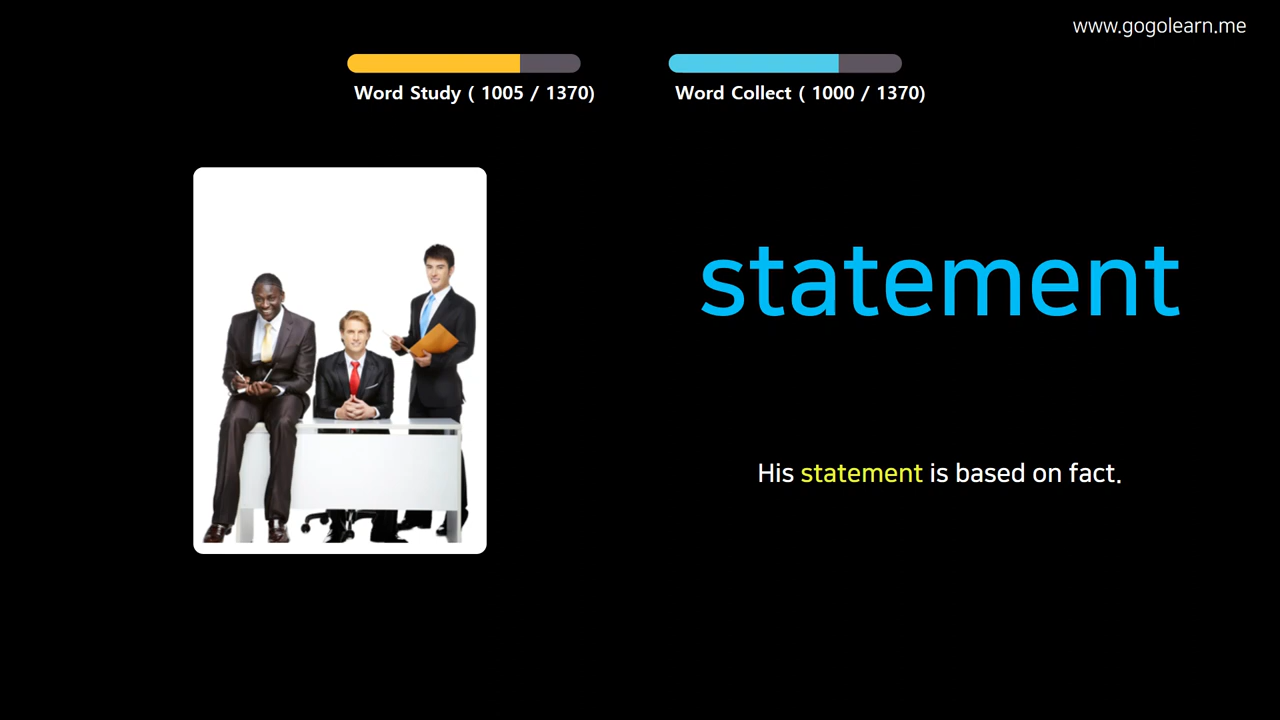 www.gogolearn.me
Word Study ( 1005 / 1370)
Word Collect ( 1000 / 1370)
statement
His statement is based on fact.